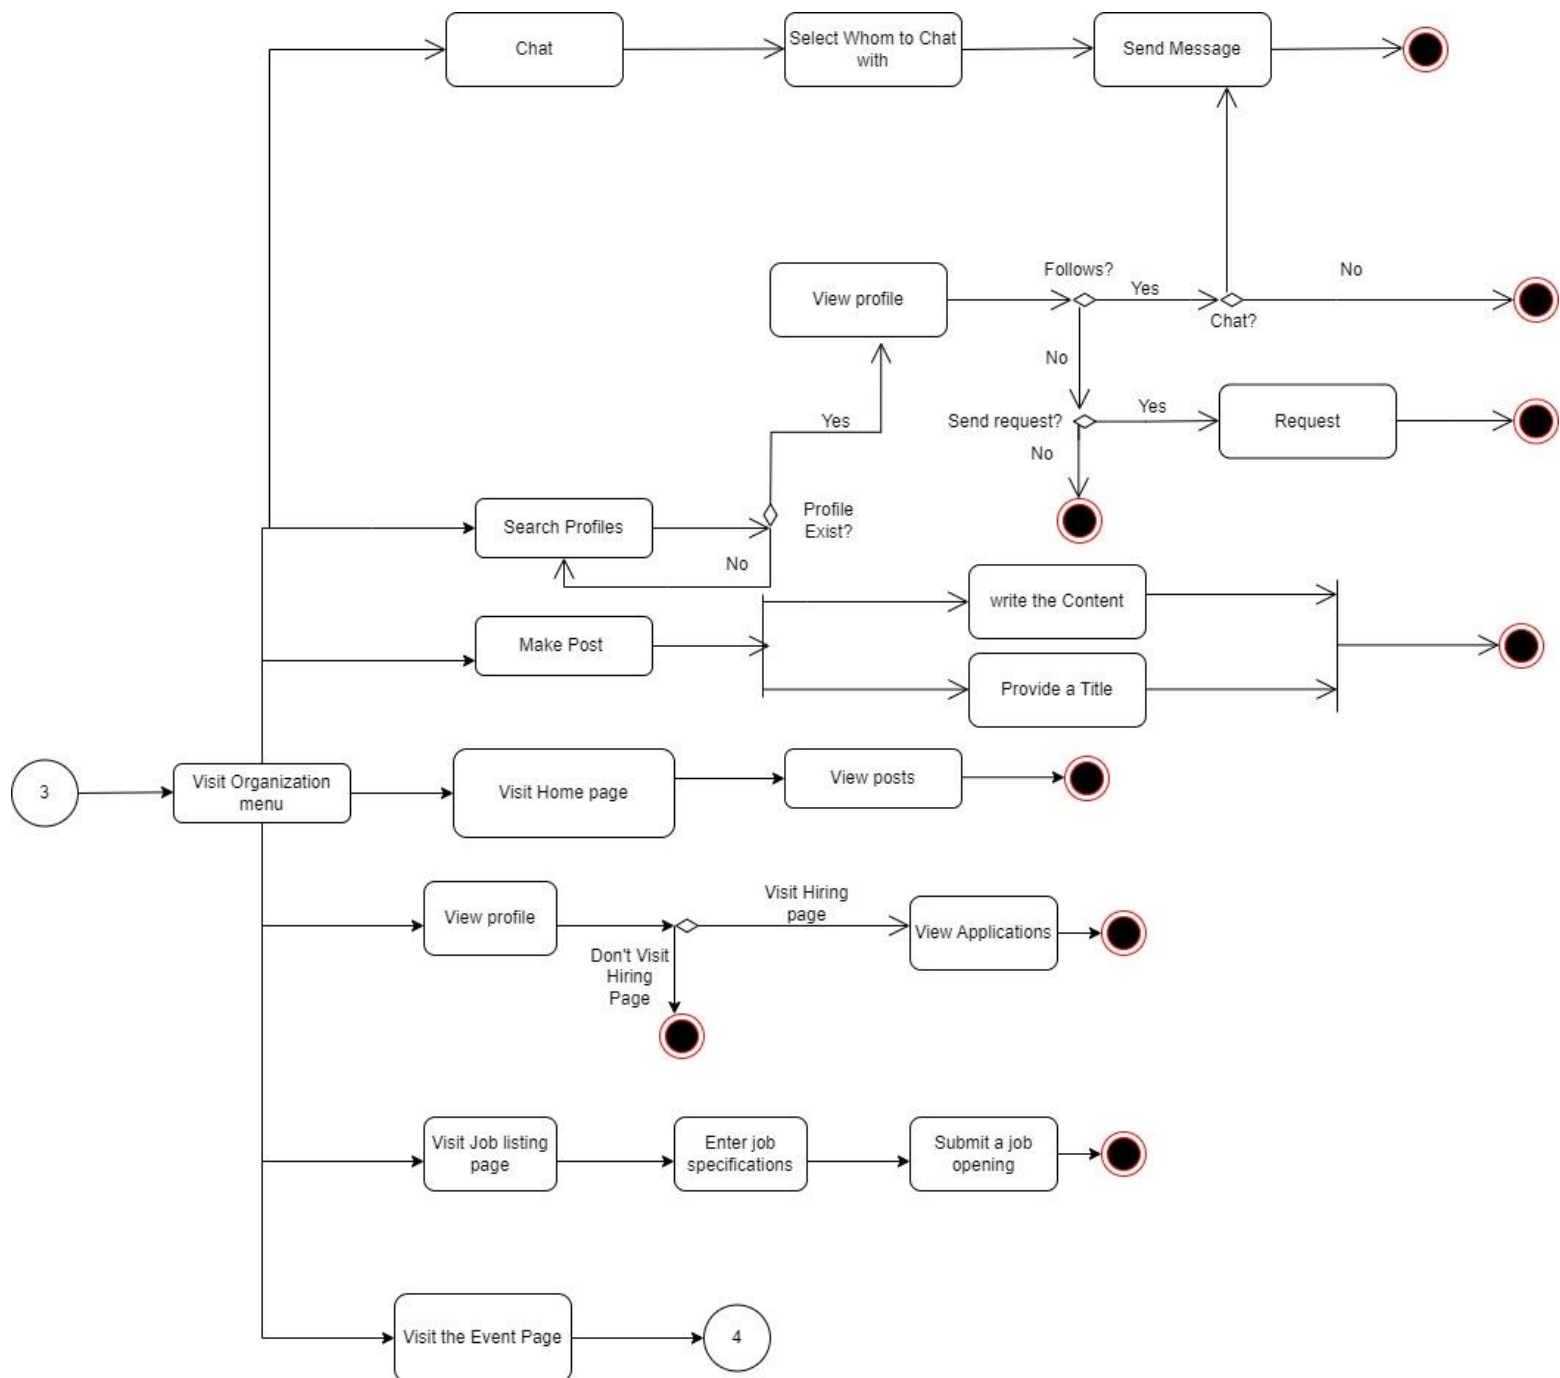 Chat
Select Whom to Chat
with
Send Message
Follows?
No
View profile
Yes
Chat?
No
Yes
Send request?
Yes
Request
No
Search Profiles
Profile
Exist?
No
write the Content
Make Post
Provide a Title
3
Visit Organization
menu
Visit Home page
View posts
View profile
Visit Hiring
page
View Applications
Don't Visit
Hiring
Page
Visit Job listing
page
Enter job
specifications
Submit a job
opening
Visit the Event Page
4